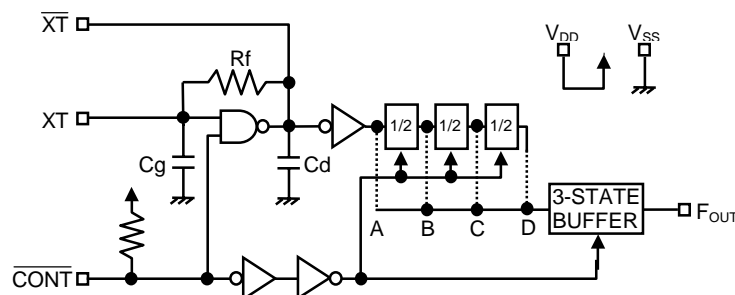 XT
Rf
XT
Cg
Cd
1/2
1/2
1/2
VDD
VSS
A
B
C
D
3-STATE
BUFFER
FOUT
CONT